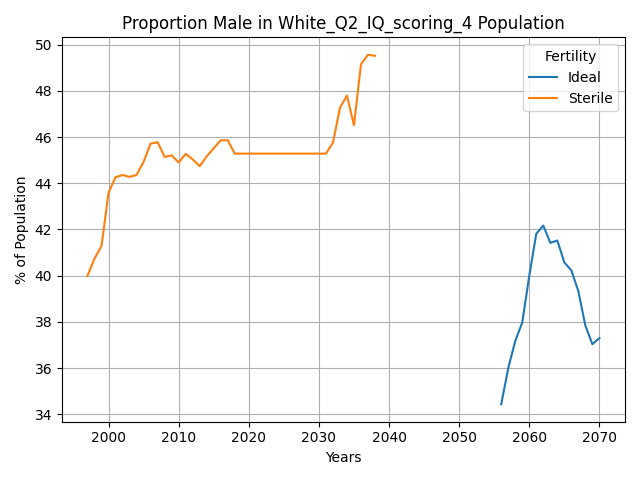 Proportion Male in White_Q2_IQ_scoring_4 Population
Fertility
Ideal
Sterile
% of Population
50
48
46
44
42
40
38
36
34
2000 2010 2020 2030 2040 2050 2060 2070
Years